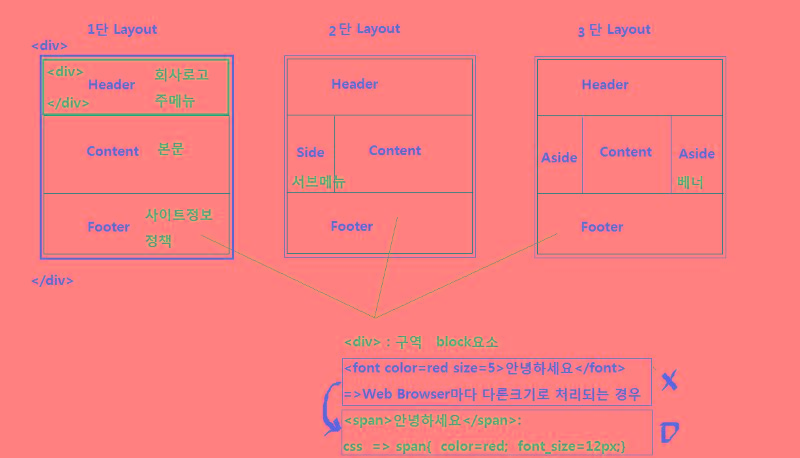 1단 Layout
2단 Layout
3 단 Layout
<div>
<div>
Header 회사로고
</div> 주메뉴
Content 본문
Footer 사이트정보
정책
</div>
Header
Side Content
서브메뉴
Footer
Header
Aside Content Aside
베너
Footer
<div> : 구역 block요소
<font color=red size=5>안녕하세요</font>
=>Web Browser마다 다른크기로 처리되는 경우
X
<span>안녕하세요</span>:
css => span{ color=red; font_size=12px;}